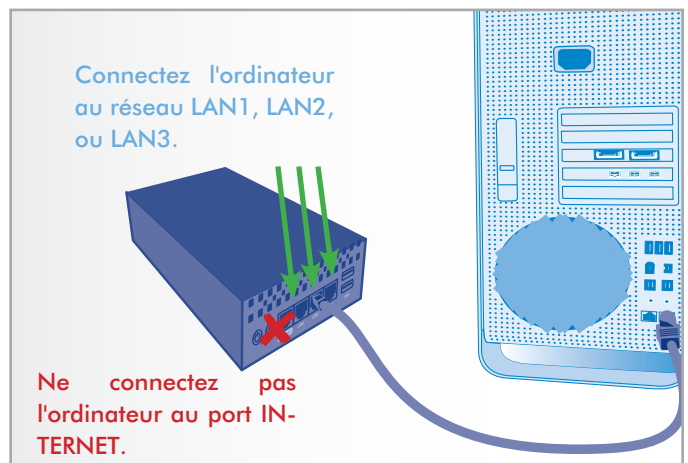 Connectez l'ordinateur
au réseau LAN1, LAN2,
ou LAN3.
Ne connectez pas
l'ordinateur au port IN-
TERNET.